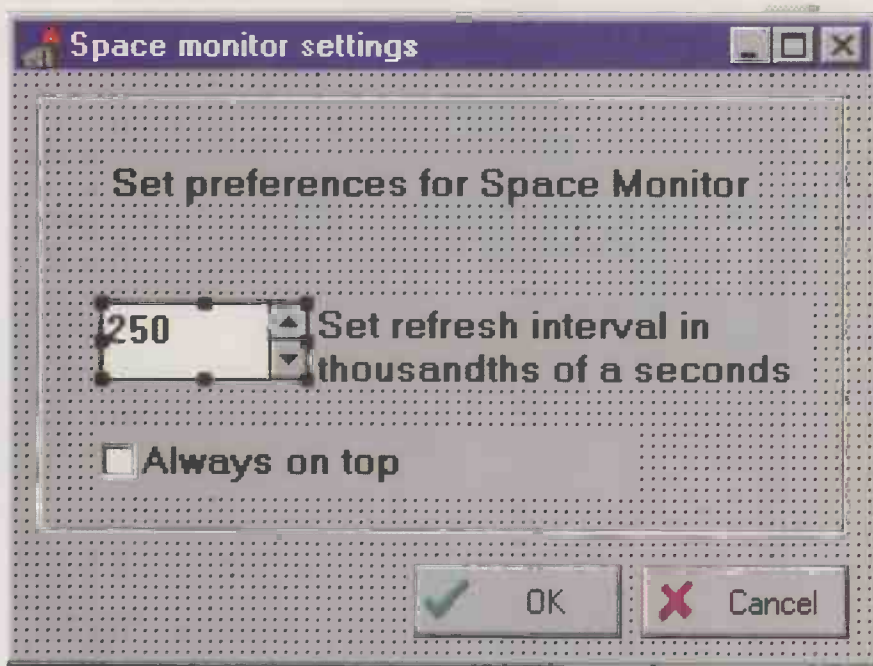 Space monitor settings
Set preferences for Space Monitor
250
Set refresh interval in
thousandths of a seconds
Always on top
OK
Cancel